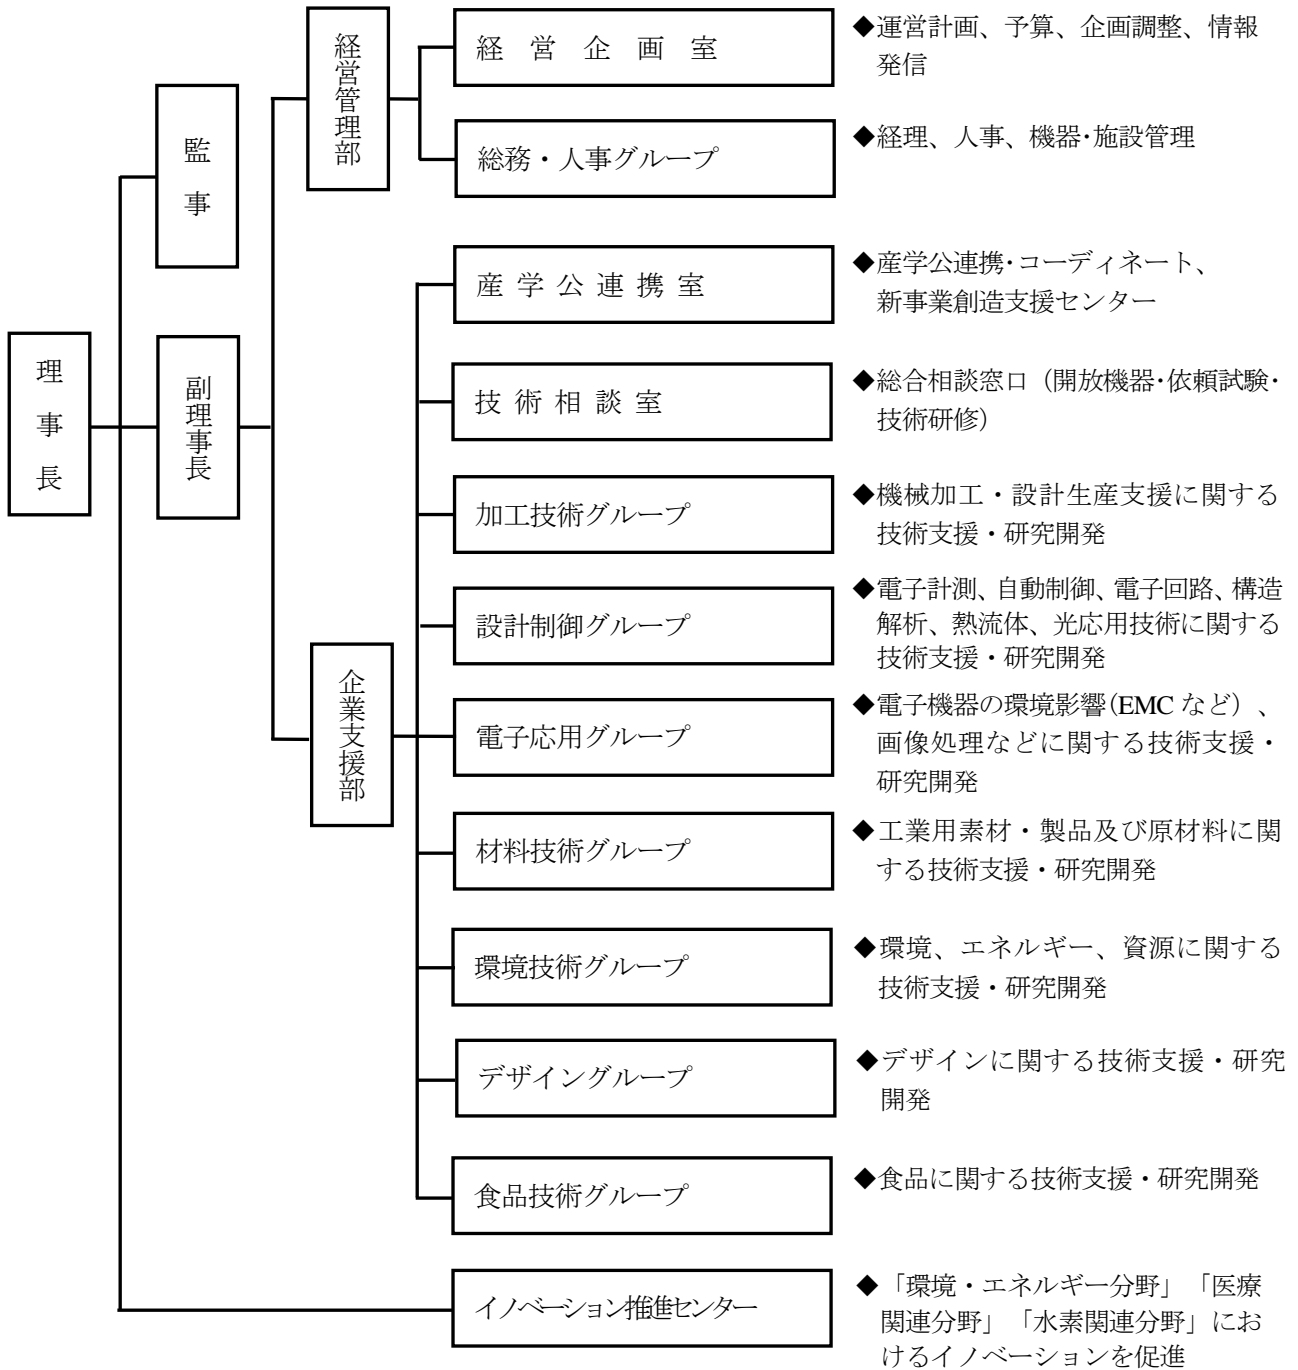 理事長
監事
副理事長
経営管理部
企業支援部
経営企画室
◆運営計画、予算、企画調整、情報
発信
総務・人事グループ
◆経理、人事、機器・施設管理
産学公連携室
◆産学公連携・コーディネート、
新事業創造支援センター
技術相談室
◆総合相談窓口（開放機器・依頼試験・
技術研修）
加工技術グループ
◆機械加工・設計生産支援に関する
技術支援・研究開発
設計制御グループ
◆電子計測、自動制御、電子回路、構造
解析、熱流体、光応用技術に関する
技術支援・研究開発
電子応用グループ
◆電子機器の環境影響（EMC など）、
画像処理などに関する技術支援・
研究開発
材料技術グループ
◆工業用素材・製品及び原材料に関
する技術支援・研究開発
環境技術グループ
◆環境、エネルギー、資源に関する
技術支援・研究開発
デザイングループ
◆デザインに関する技術支援・研究
開発
食品技術グループ
◆食品に関する技術支援・研究開発
イノベーション推進センター
◆「環境・エネルギー分野」「医療
関連分野」「水素関連分野」にお
けるイノベーションを促進